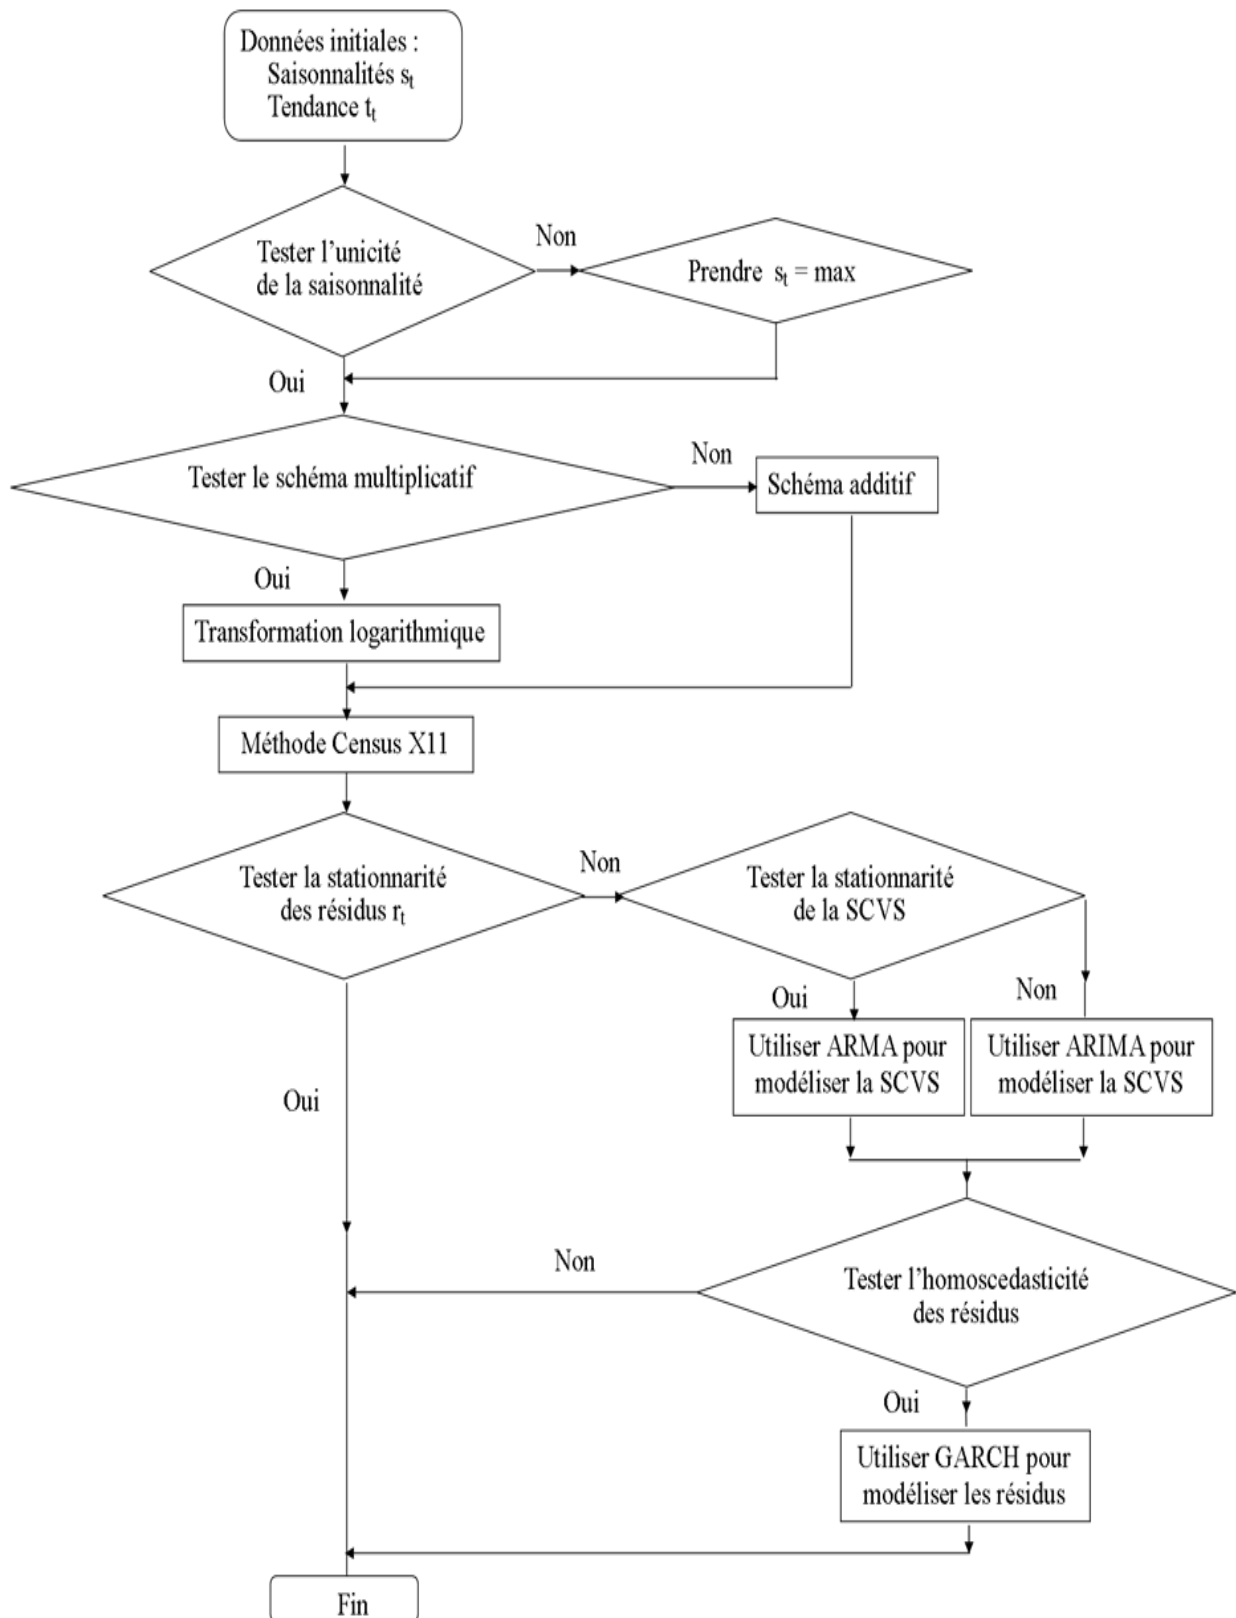 Données initiales :
Saisonnalités st
Tendance tt
Tester l’unicité
de la saisonnalité
Non
Prendre st = max
Oui
Tester le schéma multiplicatif
Non
Schéma additif
Oui
Transformation logarithmique
Méthode Census X11
Tester la stationnarité
des résidus rt
Non
Tester la stationnarité
de la SCVS
Oui
Non
Utiliser ARMA pour
modéliser la SCVS
Utiliser ARIMA pour
modéliser la SCVS
Oui
Non
Tester l’homoscedasticité
des résidus
Oui
Utiliser GARCH pour
modéliser les résidus
Fin